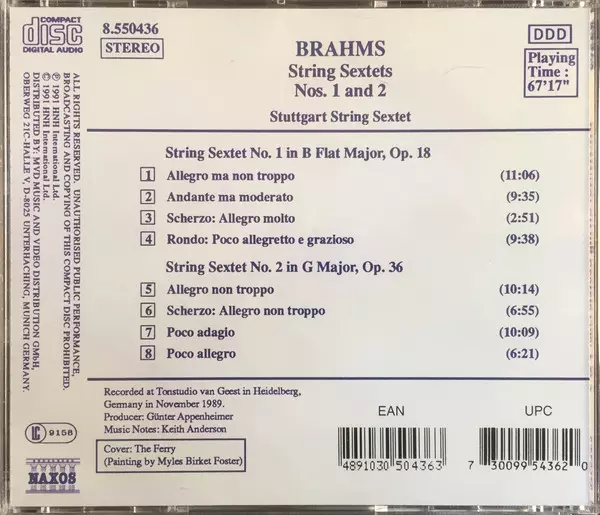 COMPACT
disc
DIGITAL AUDIO
8.550436
STEREO
BRAHMS
String Sextets
Nos. 1 and 2
Stuttgart String Sextet
DDD
Playing
Time :
67'17"
String Sextet No. 1 in B Flat Major, Op. 18
1 Allegro ma non troppo (11:06)
2 Andante ma moderato (9:35)
3 Scherzo: Allegro molto (2:51)
4 Rondo: Poco allegretto e grazioso (9:38)
String Sextet No. 2 in G Major, Op. 36
5 Allegro non troppo (10:14)
6 Scherzo: Allegro non troppo (6:55)
7 Poco adagio (10:09)
8 Poco allegro (6:21)
Recorded at Tonstudio van Geest in Heidelberg,
Germany in November 1989.
Producer: Günter Appenheimer
Music Notes: Keith Anderson
Cover: The Ferry
(Painting by Myles Birket Foster)
EAN
4891030 504363
UPC
7 30099 54362 0
ALL RIGHTS RESERVED. UNAUTHORISED PUBLIC PERFORMANCE,
BROADCASTING AND COPYING OF THIS COMPACT DISC PROHIBITED.
℗ 1991 HNH International Ltd.
© 1991 HNH International Ltd.
DISTRIBUTED BY: MVD MUSIC AND VIDEO DISTRIBUTION GMBH,
OBERWEG 21C-HALLE V, D-8025 UNTERHACHING, MUNICH GERMANY.
LC 9158
NAXOS